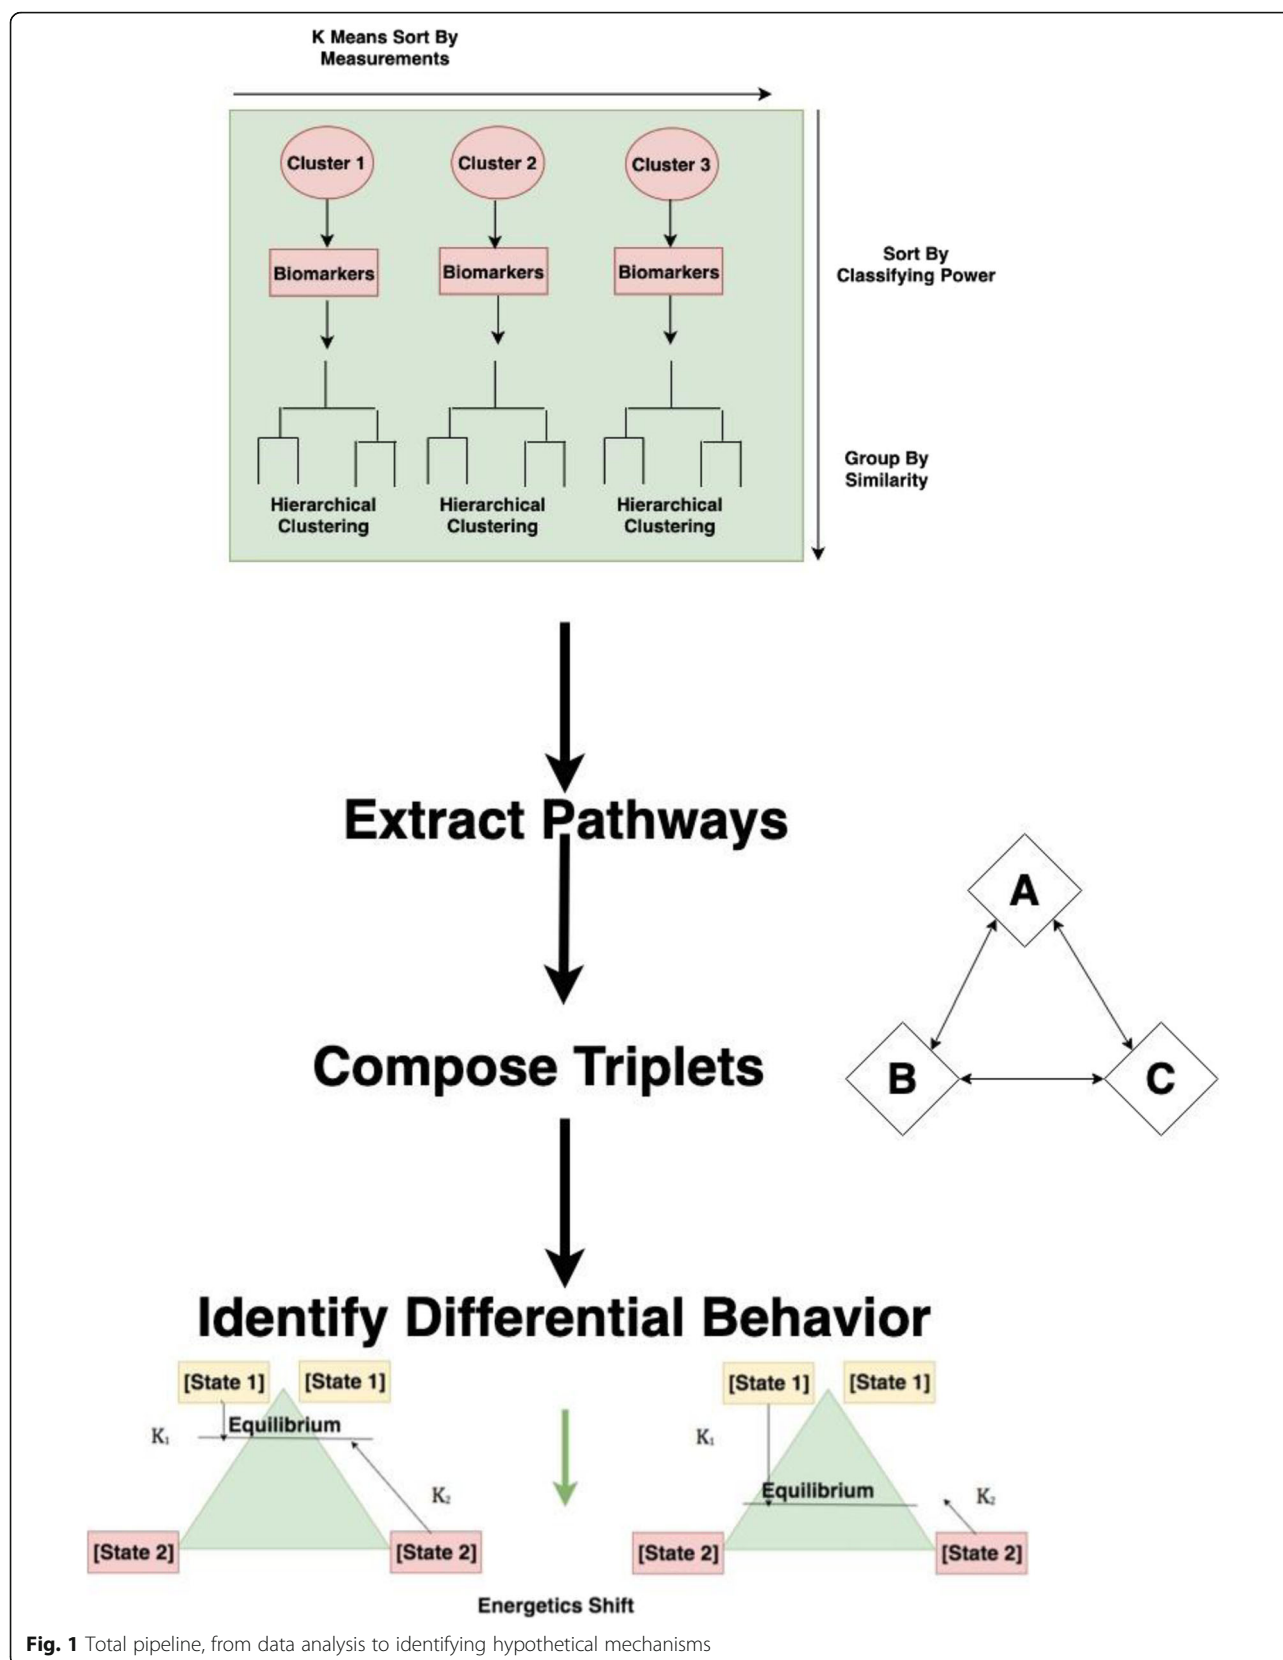 K Means Sort By
Measurements
Cluster 1
Cluster 2
Cluster 3
Biomarkers
Biomarkers
Biomarkers
Sort By
Classifying Power
Group By
Similarity
Hierarchical
Clustering
Hierarchical
Clustering
Hierarchical
Clustering
Extract Pathways
A
B
C
Compose Triplets
Identify Differential Behavior
[State 1]
[State 1]
Equilibrium
K₁
K₂
[State 2]
[State 2]
[State 1]
[State 1]
K₁
Equilibrium
K₂
[State 2]
[State 2]
Energetics Shift
Fig. 1 Total pipeline, from data analysis to identifying hypothetical mechanisms